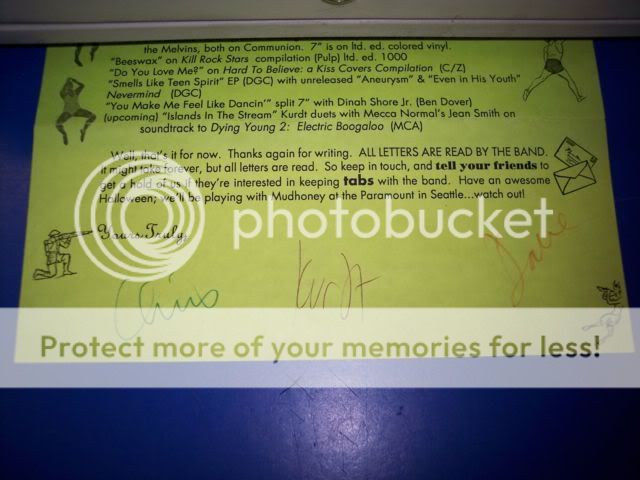 the Melvins, both on Communion. 7" is on ltd. ed. colored vinyl.
"Beeswax" on Kill Rock Stars compilation (Pulp) ltd. ed. 1000
"Do You Love Me?" on Hard To Believe: a Kiss Covers Compilation (C/Z)
"Smells Like Teen Spirit" EP (DGC) with unreleased "Aneurysm" & "Even in His Youth"
Nevermind (DGC)
"You Make Me Feel Like Dancin'" split 7" with Dinah Shore Jr. (Ben Dover)
(upcoming) "Islands In The Stream" Kurdt duets with Mecca Normal's Jean Smith on
soundtrack to Dying Young 2: Electric Boogaloo (MCA)
Well, that's it for now. Thanks again for writing. ALL LETTERS ARE READ BY THE BAND.
It might take forever, but all letters are read. So keep in touch, and tell your friends to
get a hold of us if they're interested in keeping tabs with the band. Have an awesome
Halloween; we'll be playing with Mudhoney at the Paramount in Seattle...watch out!
photobucket
Yours Truly,
Chris Kurdt Dave
Protect more of your memories for less!